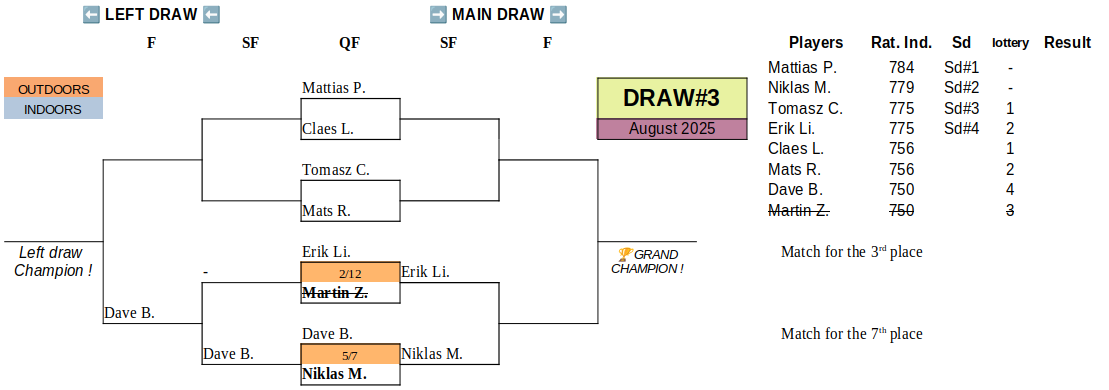 ⬅️ LEFT DRAW ⬅️ ➡️ MAIN DRAW ➡️
F SF QF SF F Players Rat. Ind. Sd lottery Result
Mattias P. 784 Sd#1 -
OUTDOORS Mattias P. DRAW#3 Niklas M. 779 Sd#2 -
INDOORS Tomasz C. 775 Sd#3 1
Claes L. August 2025 Erik Li. 775 Sd#4 2
Claes L. 756 1
Tomasz C. Mats R. 756 2
Dave B. 750 4
Mats R. Martin Z. 750 3
Left draw Erik Li. 🏆GRAND Match for the 3rd place
Champion ! - 2/12 Erik Li. CHAMPION !
Martin Z.
Dave B.
Dave B. Match for the 7th place
Dave B. 5/7 Niklas M.
Niklas M.